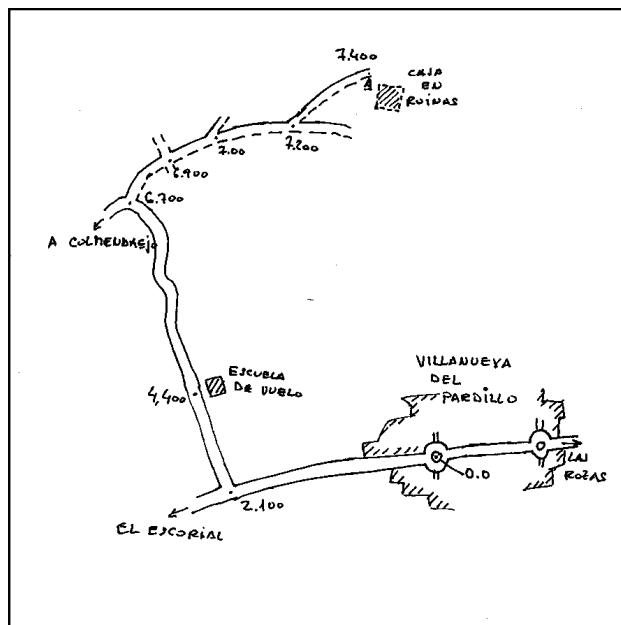 7.400
CASA
EN
RUINAS
7.200
7.00
6.900
6.700
A COLMENAREJO
ESCUELA
DE VUELO
4,400
VILLANUEVA
DEL
PARDILLO
LAS
ROZAS
0.0
2.100
EL ESCORIAL